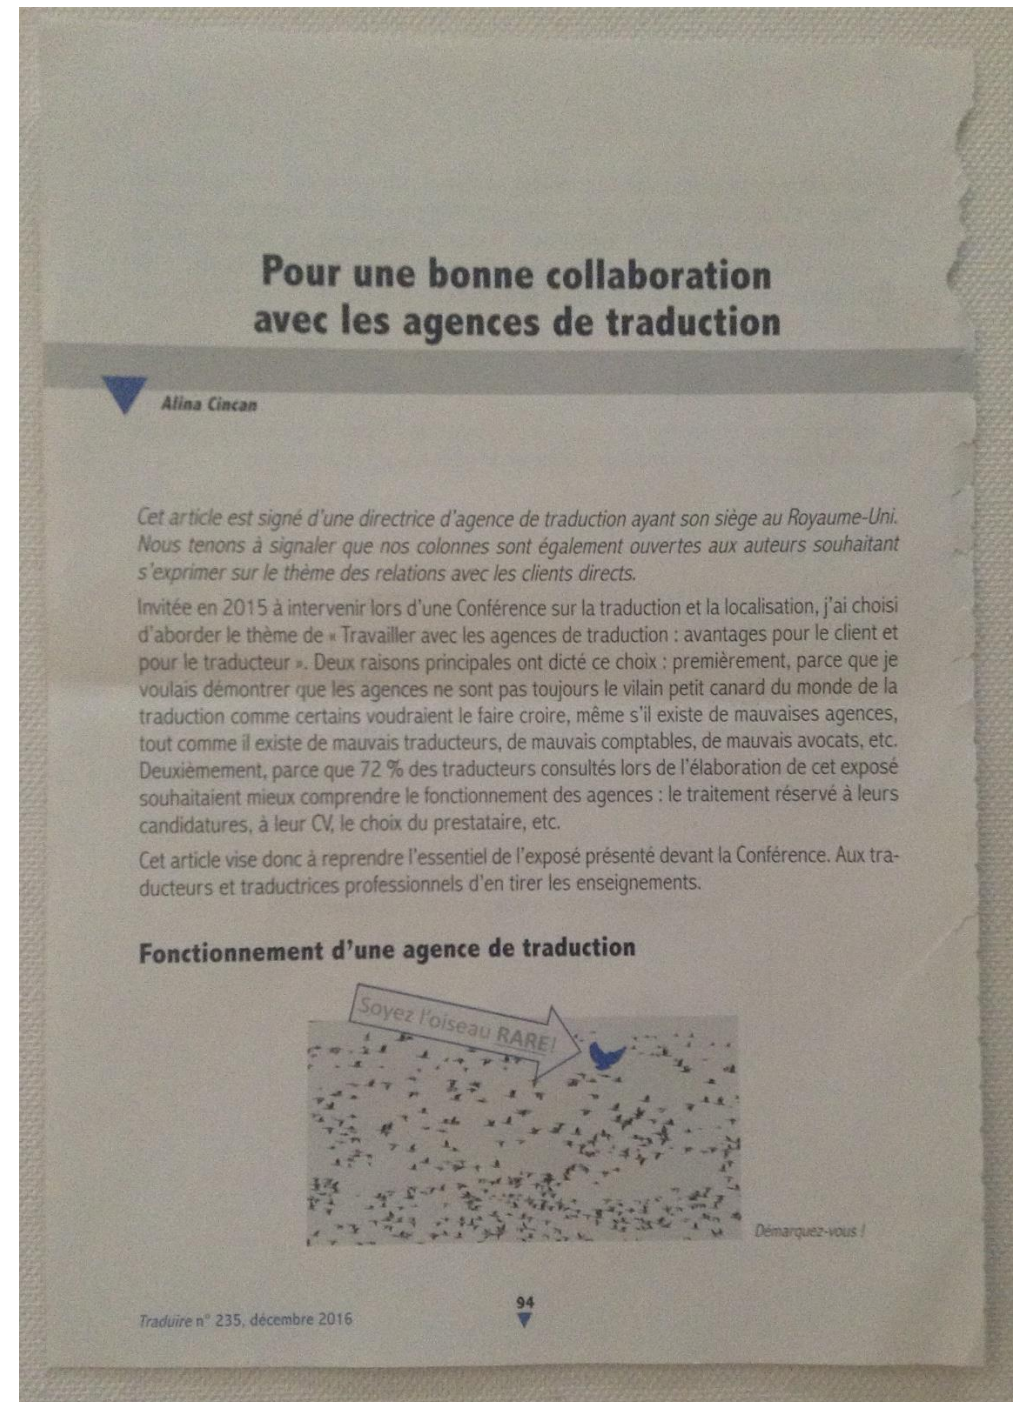 Pour une bonne collaboration
avec les agences de traduction
Alina Cincan
Cet article est signé d'une directrice d'agence de traduction ayant son siège au Royaume-Uni.
Nous tenons à signaler que nos colonnes sont également ouvertes aux auteurs souhaitant
s'exprimer sur le thème des relations avec les clients directs.
Invitée en 2015 à intervenir lors d'une Conférence sur la traduction et la localisation, j'ai choisi
d'aborder le thème de « Travailler avec les agences de traduction : avantages pour le client et
pour le traducteur ». Deux raisons principales ont dicté ce choix : premièrement, parce que je
voulais démontrer que les agences ne sont pas toujours le vilain petit canard du monde de la
traduction comme certains voudraient le faire croire, même s'il existe de mauvaises agences,
tout comme il existe de mauvais traducteurs, de mauvais comptables, de mauvais avocats, etc.
Deuxièmement, parce que 72 % des traducteurs consultés lors de l'élaboration de cet exposé
souhaitaient mieux comprendre le fonctionnement des agences : le traitement réservé à leurs
candidatures, à leur CV, le choix du prestataire, etc.
Cet article vise donc à reprendre l'essentiel de l'exposé présenté devant la Conférence. Aux tra-
ducteurs et traductrices professionnels d'en tirer les enseignements.
Fonctionnement d'une agence de traduction
Soyez l'oiseau RARE!
Démarquez-vous !
94
Traduire n° 235, décembre 2016